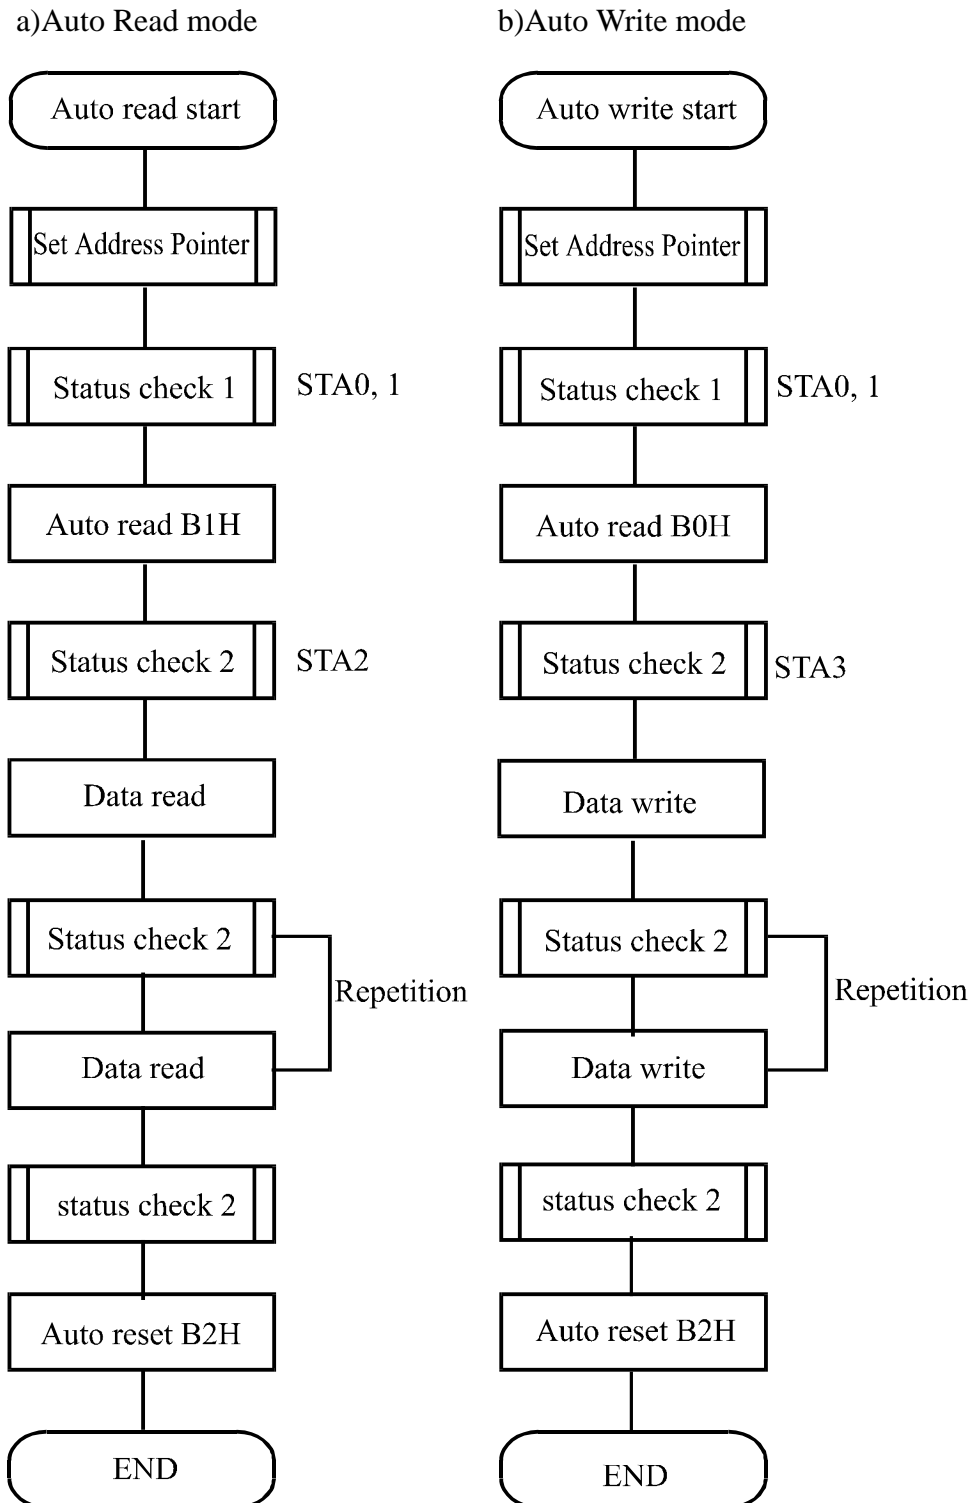 a)Auto Read mode
Auto read start
Set Address Pointer
Status check 1
STA0, 1
Auto read B1H
Status check 2
STA2
Data read
Status check 2
Repetition
Data read
status check 2
Auto reset B2H
END
b)Auto Write mode
Auto write start
Set Address Pointer
Status check 1
STA0, 1
Auto read B0H
Status check 2
STA3
Data write
Status check 2
Repetition
Data write
status check 2
Auto reset B2H
END